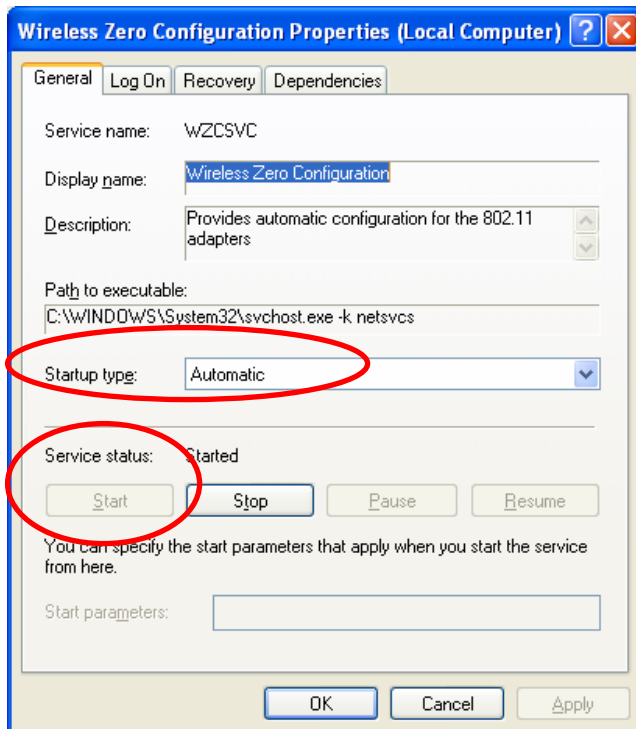 Wireless Zero Configuration Properties (Local Computer)
General Log On Recovery Dependencies
Service name: WZCSVC
Display name: Wireless Zero Configuration
Description: Provides automatic configuration for the 802.11
adapters
Path to executable:
C:\WINDOWS\System32\svchost.exe -k netsvcs
Startup type: Automatic
Service status: Started
Start Stop Pause Resume
You can specify the start parameters that apply when you start the service
from here.
Start parameters:
OK Cancel Apply